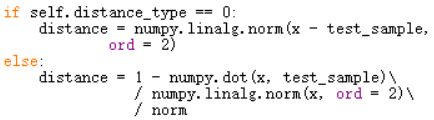 if self.distance_type == 0:
    distance = numpy.linalg.norm(x - test_sample,
            ord = 2)
else:
    distance = 1 - numpy.dot(x, test_sample)\
               / numpy.linalg.norm(x, ord = 2)\
               / norm